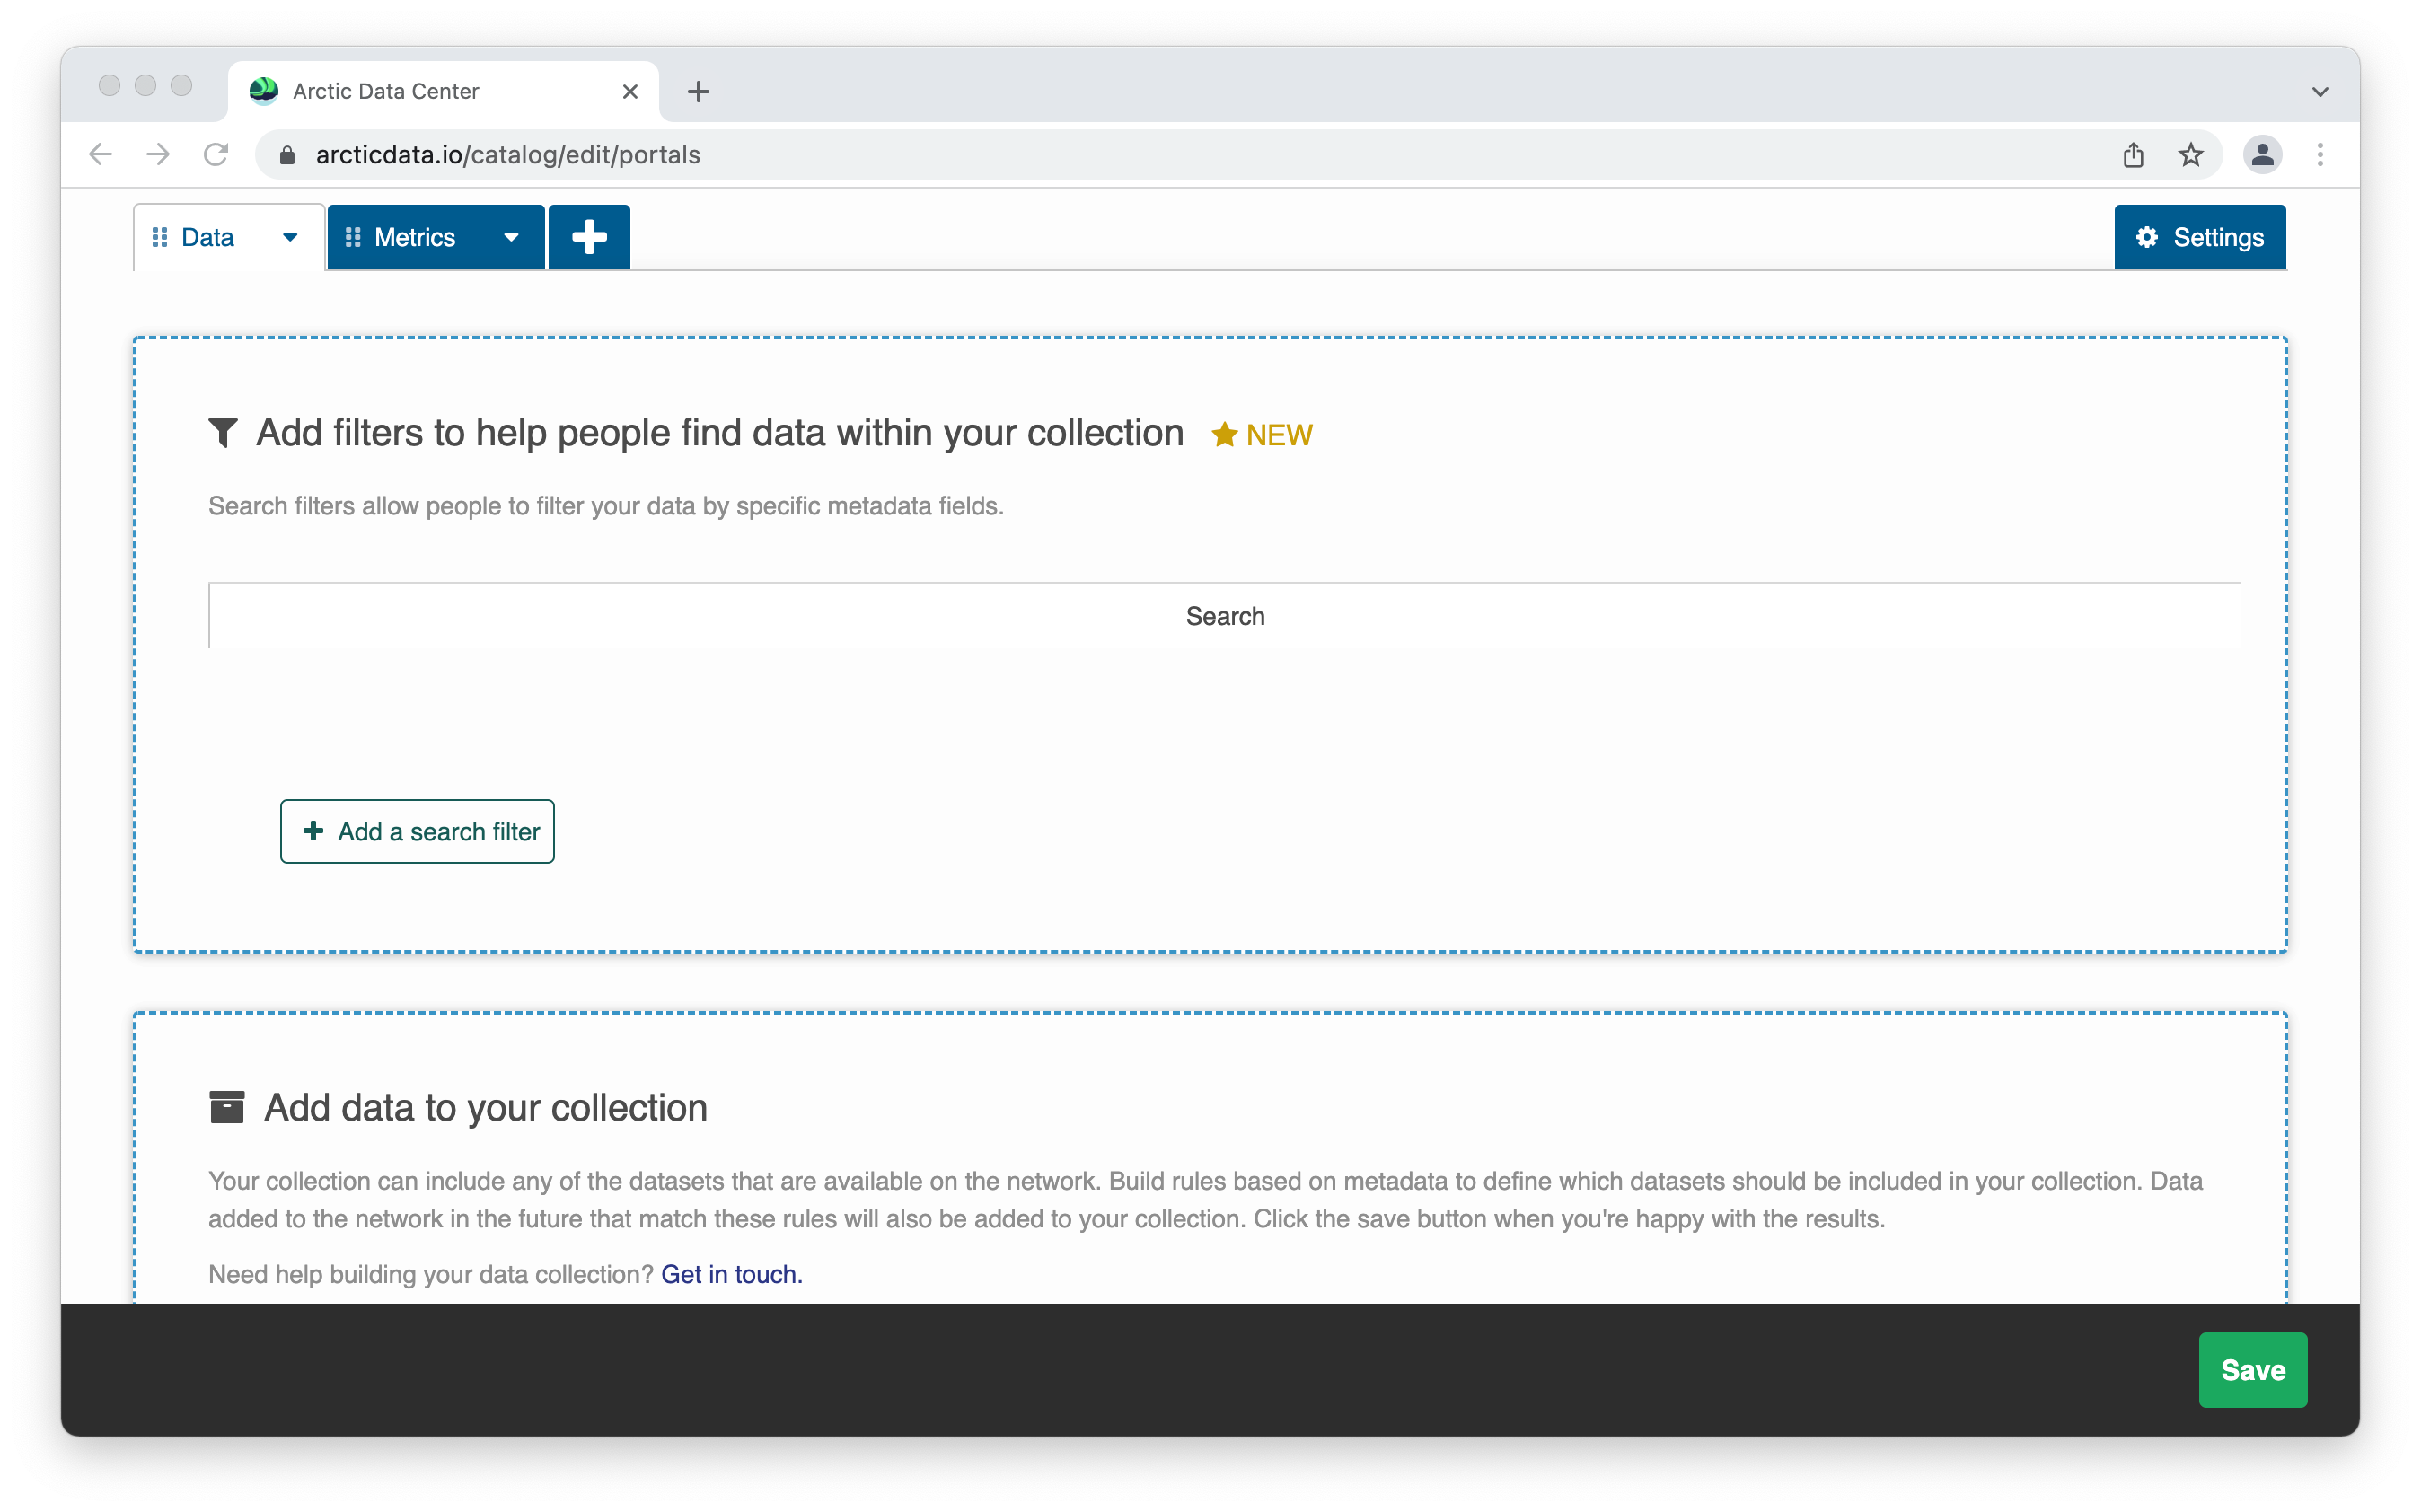 Arctic Data Center
arcticdata.io/catalog/edit/portals
Data
Metrics
Settings
Add filters to help people find data within your collection NEW
Search filters allow people to filter your data by specific metadata fields.
Search
Add a search filter
Add data to your collection
Your collection can include any of the datasets that are available on the network. Build rules based on metadata to define which datasets should be included in your collection. Data
added to the network in the future that match these rules will also be added to your collection. Click the save button when you're happy with the results.
Need help building your data collection? Get in touch.
Save